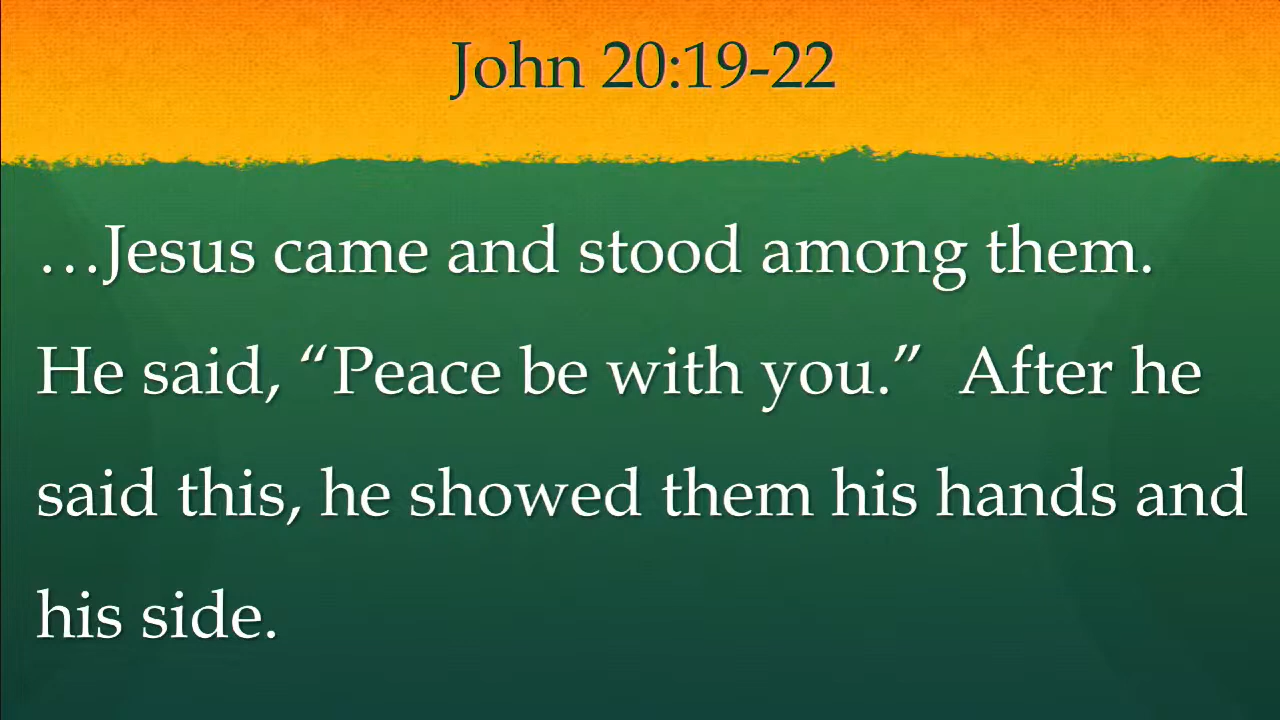 John 20:19-22
…Jesus came and stood among them.
He said, “Peace be with you.”  After he
said this, he showed them his hands and
his side.